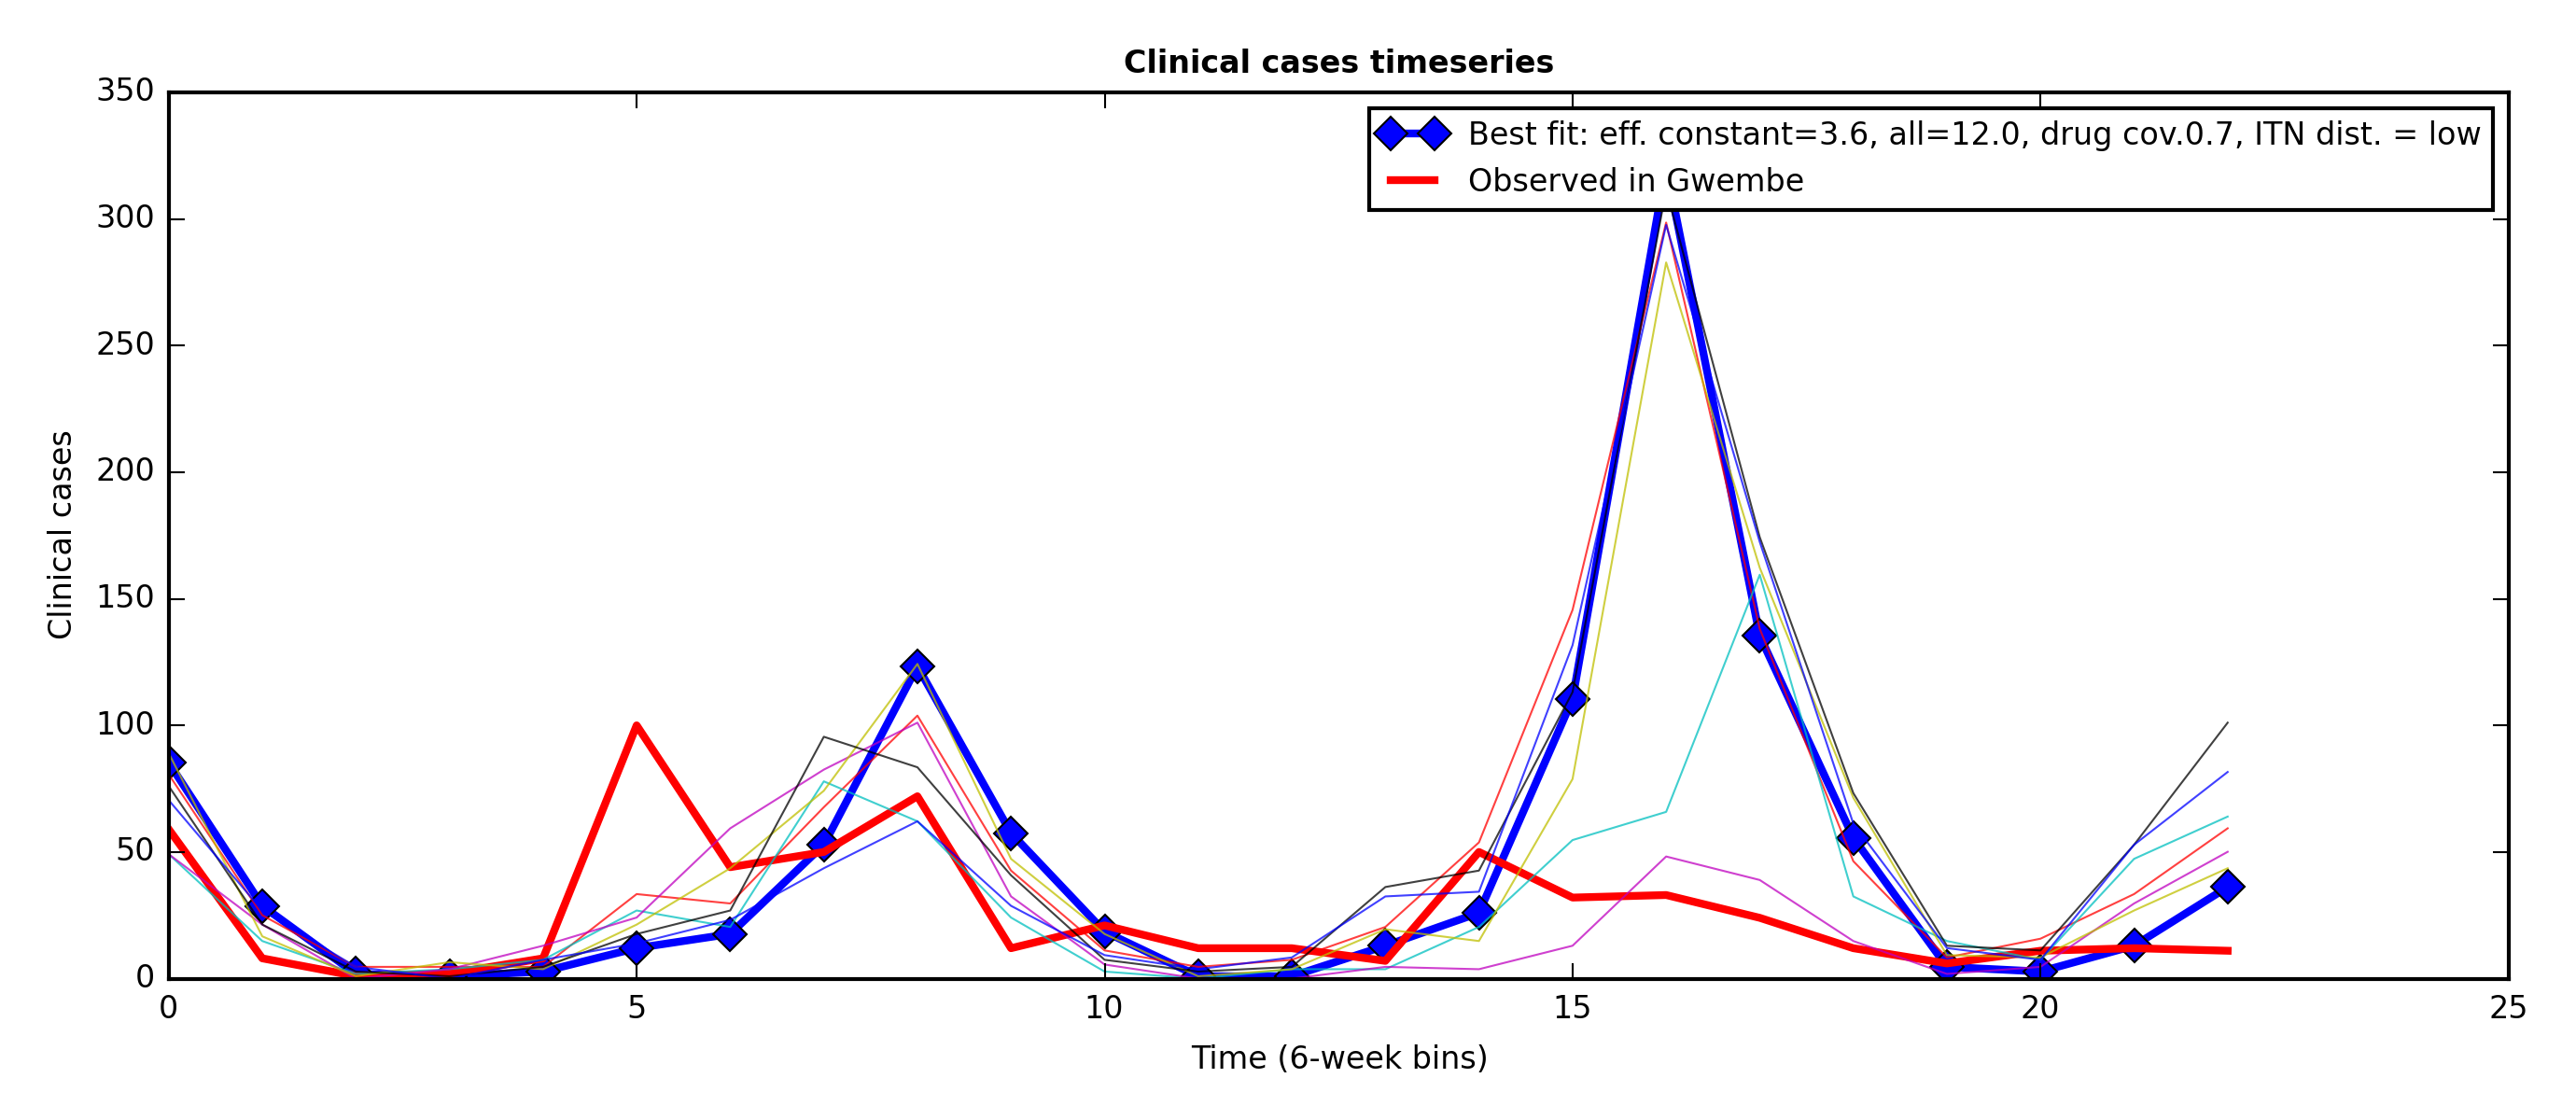 Clinical cases timeseries
350
300
250
200
150
100
50
0
Clinical cases
Best fit: eff. constant=3.6, all=12.0, drug cov.0.7, ITN dist. = low
Observed in Gwembe
0 5 10 15 20 25
Time (6-week bins)